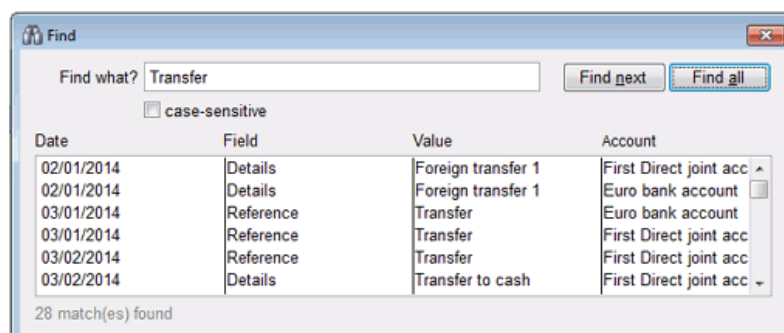 Find
Find what? Transfer Find next Find all
case-sensitive
Date Field Value Account
02/01/2014 Details Foreign transfer 1 First Direct joint acc
02/01/2014 Details Foreign transfer 1 Euro bank account
03/01/2014 Reference Transfer Euro bank account
03/01/2014 Reference Transfer First Direct joint acc
03/02/2014 Reference Transfer First Direct joint acc
03/02/2014 Details Transfer to cash First Direct joint acc
28 match(es) found